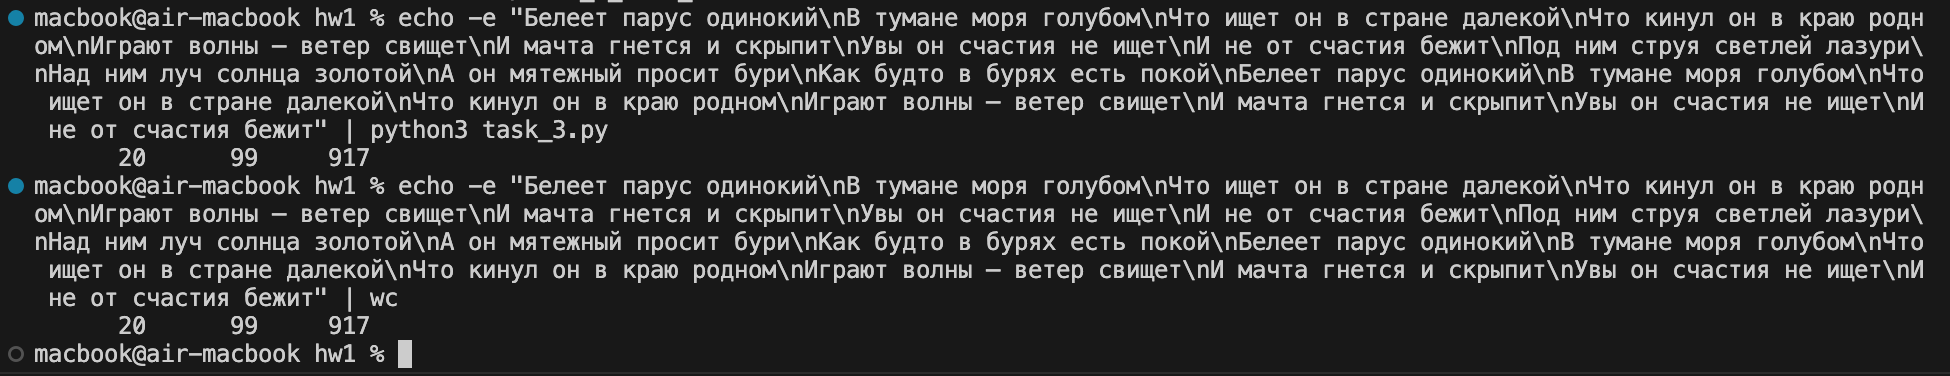 macbook@air-macbook hw1 % echo -e "Белеет парус одинокий\nВ тумане моря голубом\nЧто ищет он в стране далекой\nЧто кинул он в краю родн
ом\nИграют волны – ветер свищет\nИ мачта гнется и скрыпит\nУвы он счастия не ищет\nИ не от счастия бежит\nПод ним струя светлей лазури\
nНад ним луч солнца золотой\nА он мятежный просит бури\nКак будто в бурях есть покой\nБелеет парус одинокий\nВ тумане моря голубом\nЧто
ищет он в стране далекой\nЧто кинул он в краю родном\nИграют волны – ветер свищет\nИ мачта гнется и скрыпит\nУвы он счастия не ищет\nИ
не от счастия бежит" | python3 task_3.py
20 99 917
macbook@air-macbook hw1 % echo -e "Белеет парус одинокий\nВ тумане моря голубом\nЧто ищет он в стране далекой\nЧто кинул он в краю родн
ом\nИграют волны – ветер свищет\nИ мачта гнется и скрыпит\nУвы он счастия не ищет\nИ не от счастия бежит\nПод ним струя светлей лазури\
nНад ним луч солнца золотой\nА он мятежный просит бури\nКак будто в бурях есть покой\nБелеет парус одинокий\nВ тумане моря голубом\nЧто
ищет он в стране далекой\nЧто кинул он в краю родном\nИграют волны – ветер свищет\nИ мачта гнется и скрыпит\nУвы он счастия не ищет\nИ
не от счастия бежит" | wc
20 99 917
macbook@air-macbook hw1 %